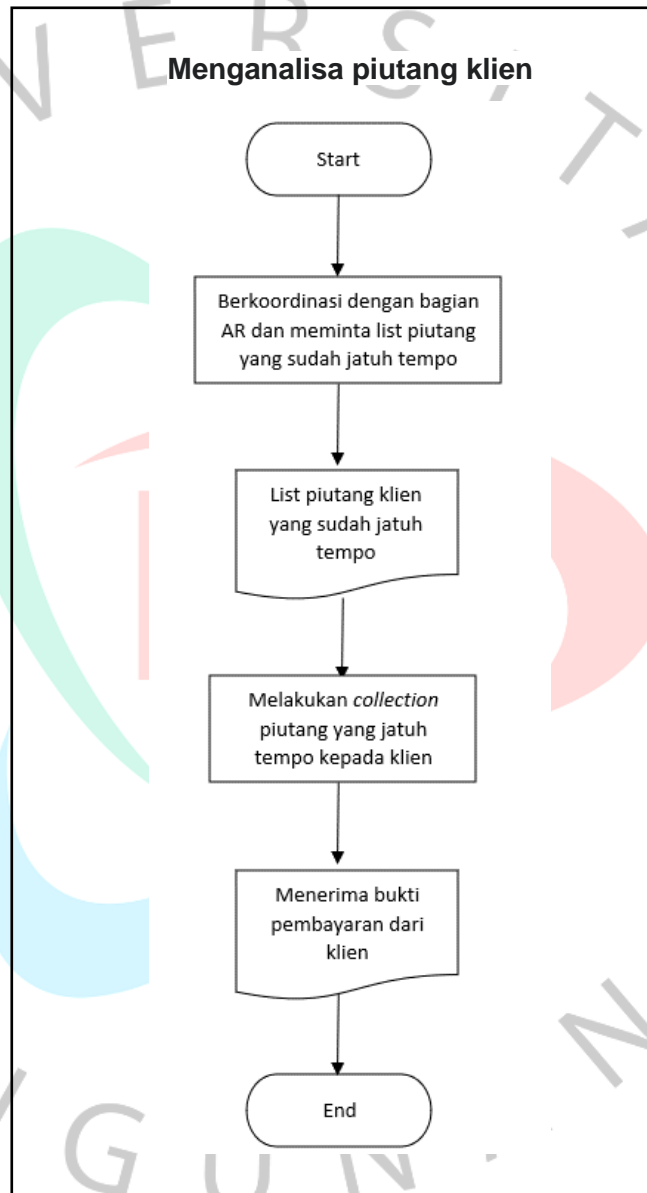 Menganalisa piutang klien
Start
Berkoordinasi dengan bagian
AR dan meminta list piutang
yang sudah jatuh tempo
List piutang klien
yang sudah jatuh
tempo
Melakukan collection
piutang yang jatuh
tempo kepada klien
Menerima bukti
pembayaran dari
klien
End